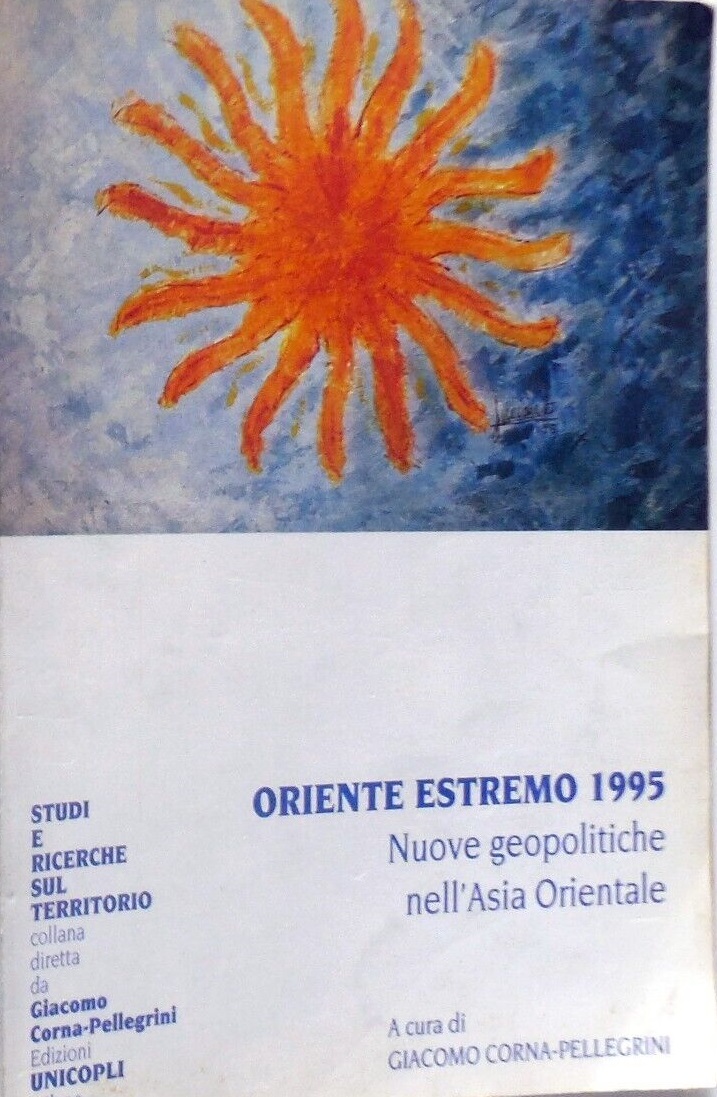 ORIENTE ESTREMO 1995
Nuove geopolitiche
nell'Asia Orientale
STUDI
E
RICERCHE
SUL
TERRITORIO
collana
diretta
da
Giacomo
Corna-Pellegrini
Edizioni
UNICOPLI
A cura di
GIACOMO CORNA-PELLEGRINI